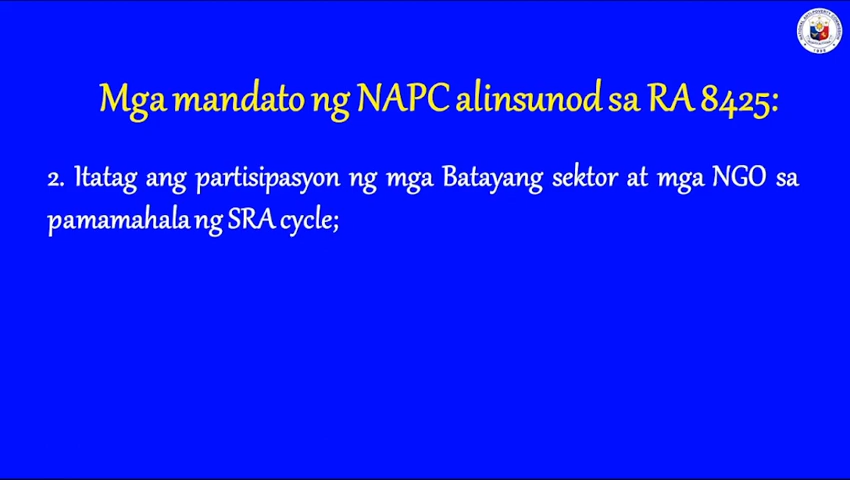 Mga mandato ng NAPC alinsunod sa RA 8425:
2. Itatag ang partisipasyon ng mga Batayang sektor at mga NGO sa
pamamahala ng SRA cycle;